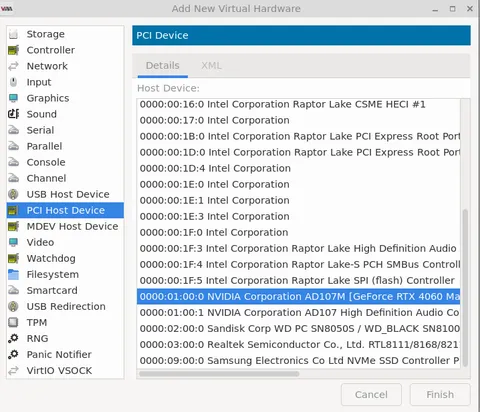 Add New Virtual Hardware
Storage
Controller
Network
Input
Graphics
Sound
Serial
Parallel
Console
Channel
USB Host Device
PCI Host Device
MDEV Host Device
Video
Watchdog
Filesystem
Smartcard
USB Redirection
TPM
RNG
Panic Notifier
VirtIO VSOCK
PCI Device
Details
XML
Host Device:
0000:00:16:0 Intel Corporation Raptor Lake CSME HECI #1
0000:00:17:0 Intel Corporation
0000:00:1B:0 Intel Corporation Raptor Lake PCI Express Root Port
0000:00:1D:0 Intel Corporation Raptor Lake PCI Express Root Port
0000:00:1D:4 Intel Corporation
0000:00:1E:0 Intel Corporation
0000:00:1E:1 Intel Corporation
0000:00:1E:3 Intel Corporation
0000:00:1F:0 Intel Corporation
0000:00:1F:3 Intel Corporation Raptor Lake High Definition Audio
0000:00:1F:4 Intel Corporation Raptor Lake-S PCH SMBus Controll
0000:00:1F:5 Intel Corporation Raptor Lake SPI (flash) Controller
0000:01:00:0 NVIDIA Corporation AD107M [GeForce RTX 4060 Ma
0000:01:00:1 NVIDIA Corporation AD107 High Definition Audio Co
0000:02:00:0 Sandisk Corp WD PC SN8050S / WD_BLACK SN8100
0000:03:00:0 Realtek Semiconductor Co., Ltd. RTL8111/8168/821
0000:09:00:0 Samsung Electronics Co Ltd NVMe SSD Controller P
Cancel
Finish